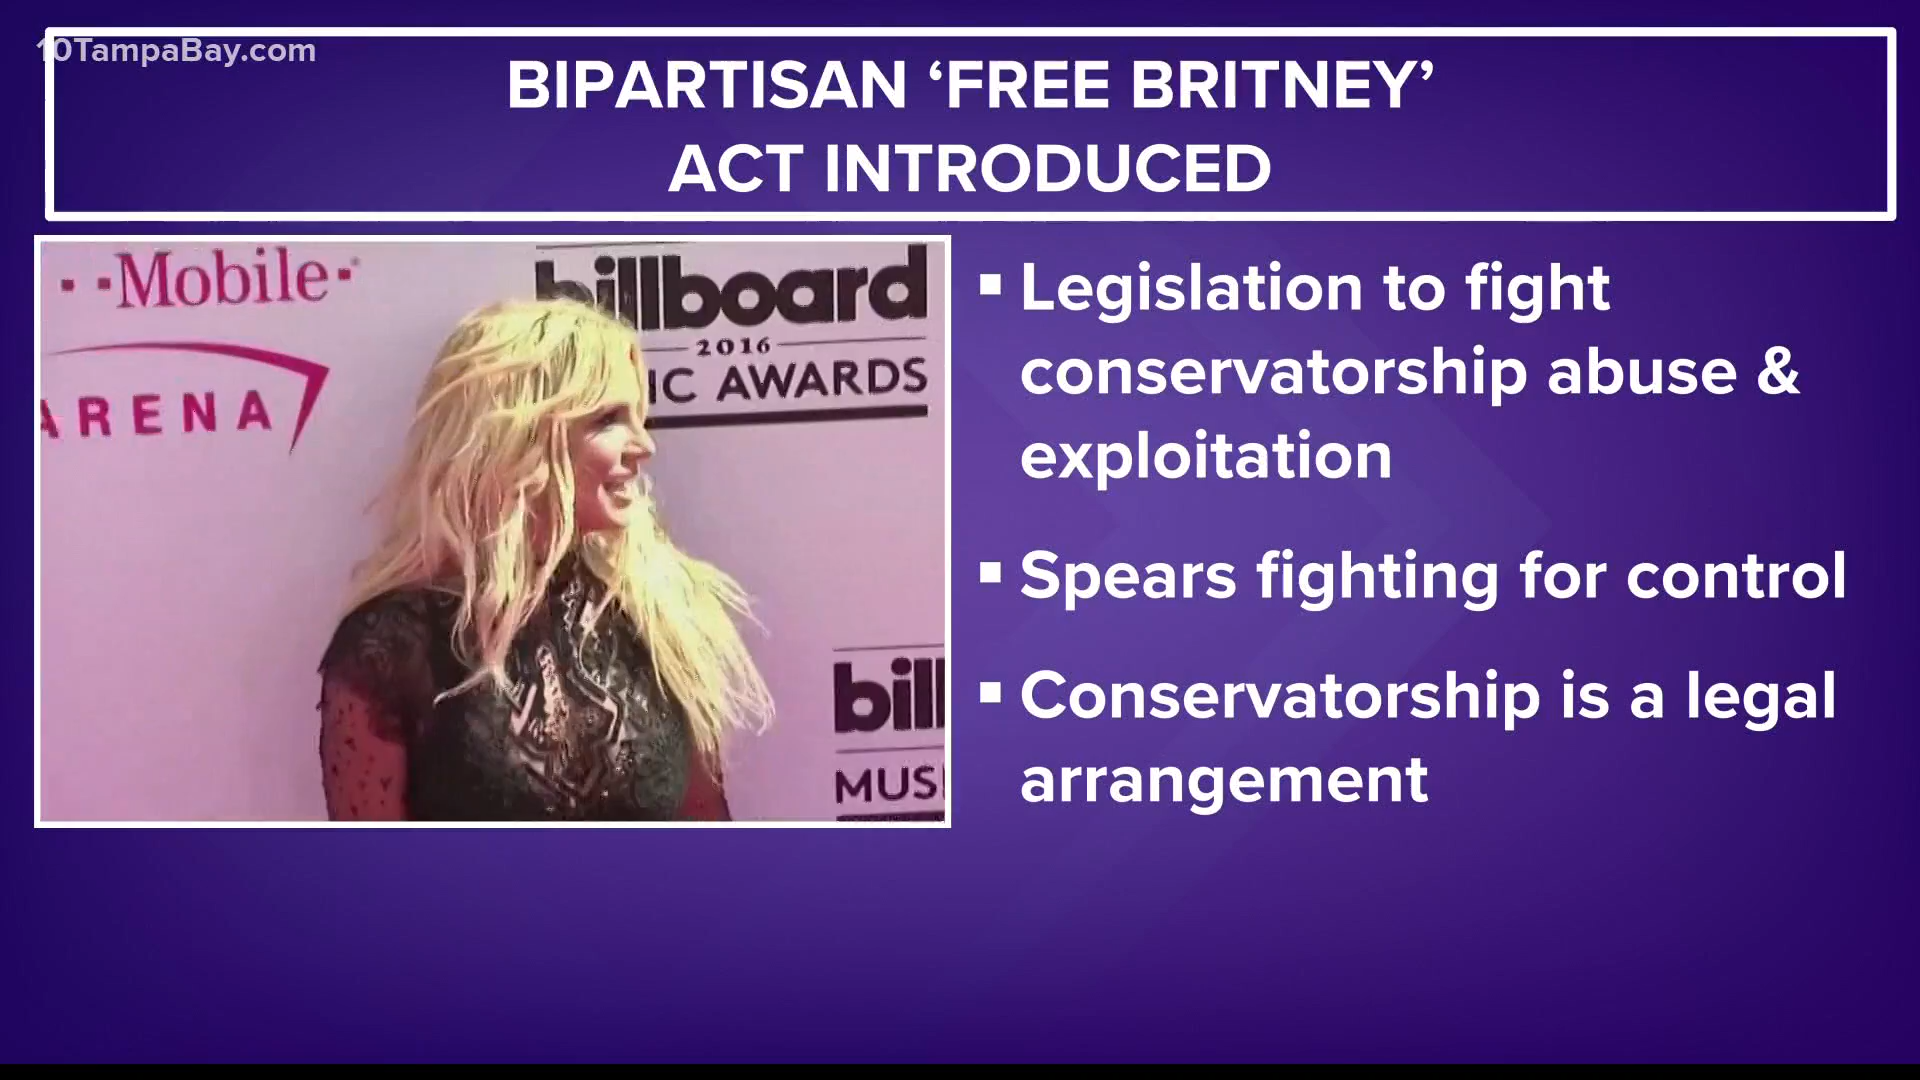 10TampaBay.com
BIPARTISAN ‘FREE BRITNEY’
ACT INTRODUCED
· ·Mobile·
billboard
2016
IC AWARDS
ARENA
▪ Legislation to fight
conservatorship abuse &
exploitation
▪ Spears fighting for control
▪ Conservatorship is a legal
arrangement
bill
MUSI